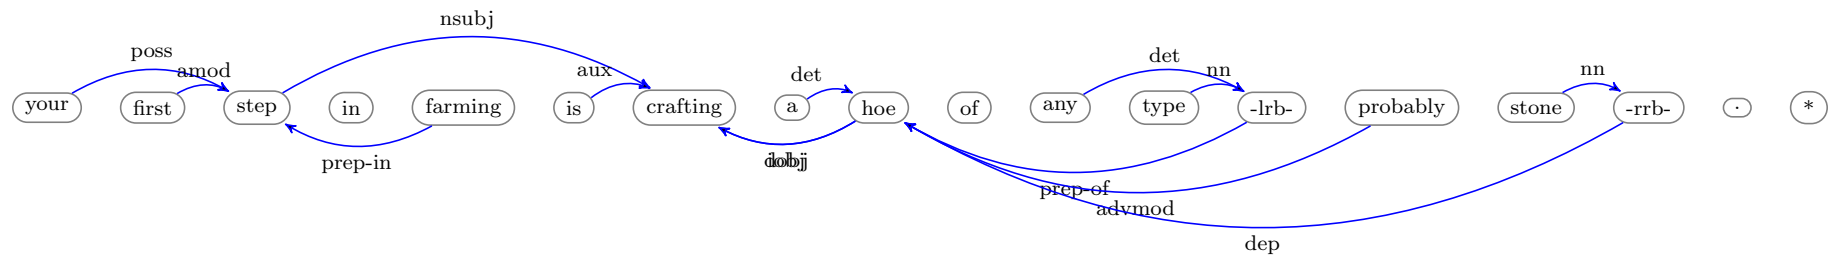 nsubj
poss
det
amod
aux
nn
nn
det
your first step in farming is crafting a hoe of any type -lrb- probably stone -rrb- . *
prep-in
dobj
prep-of
advmod
dep